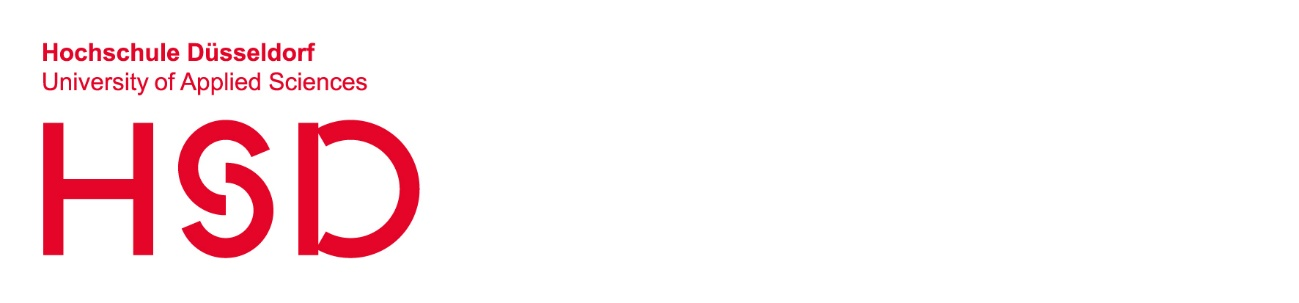 Hochschule Düsseldorf
University of Applied Sciences
HSD